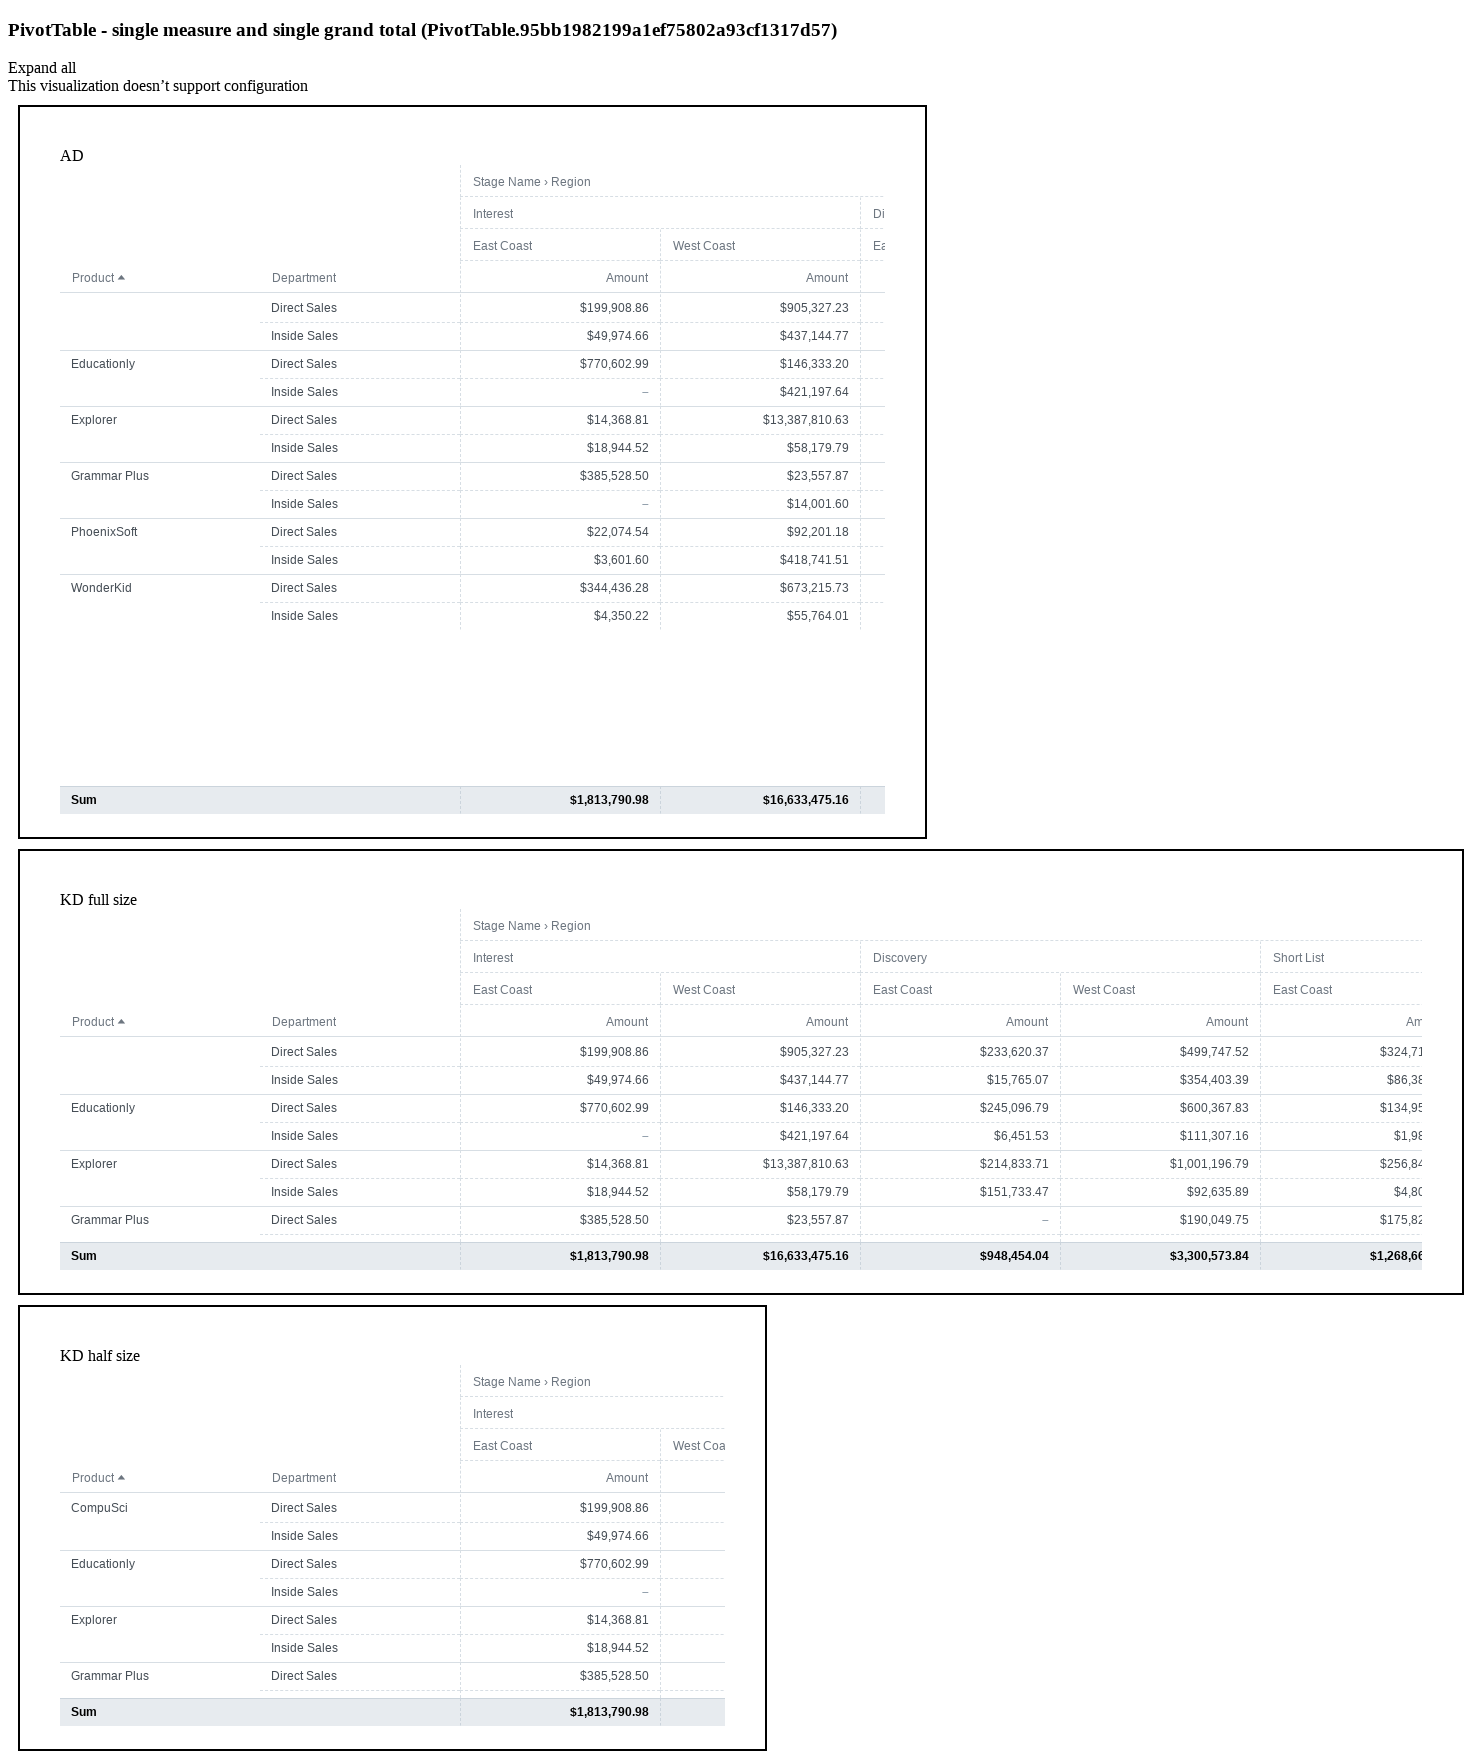 PivotTable - single measure and single grand total (PivotTable.95bb1982199a1ef75802a93cf1317d57)
Expand all
This visualization doesn’t support configuration
AD
Stage Name › Region
Interest Di
East Coast West Coast Ea
Product Department Amount Amount
Direct Sales $199,908.86 $905,327.23
Inside Sales $49,974.66 $437,144.77
Educationly Direct Sales $770,602.99 $146,333.20
Inside Sales – $421,197.64
Explorer Direct Sales $14,368.81 $13,387,810.63
Inside Sales $18,944.52 $58,179.79
Grammar Plus Direct Sales $385,528.50 $23,557.87
Inside Sales – $14,001.60
PhoenixSoft Direct Sales $22,074.54 $92,201.18
Inside Sales $3,601.60 $418,741.51
WonderKid Direct Sales $344,436.28 $673,215.73
Inside Sales $4,350.22 $55,764.01
Sum $1,813,790.98 $16,633,475.16
KD full size
Stage Name › Region
Interest Discovery Short List
East Coast West Coast East Coast West Coast East Coast
Product Department Amount Amount Amount Amount Am
Direct Sales $199,908.86 $905,327.23 $233,620.37 $499,747.52 $324,71
Inside Sales $49,974.66 $437,144.77 $15,765.07 $354,403.39 $86,38
Educationly Direct Sales $770,602.99 $146,333.20 $245,096.79 $600,367.83 $134,95
Inside Sales – $421,197.64 $6,451.53 $111,307.16 $1,98
Explorer Direct Sales $14,368.81 $13,387,810.63 $214,833.71 $1,001,196.79 $256,84
Inside Sales $18,944.52 $58,179.79 $151,733.47 $92,635.89 $4,80
Grammar Plus Direct Sales $385,528.50 $23,557.87 – $190,049.75 $175,82
Sum $1,813,790.98 $16,633,475.16 $948,454.04 $3,300,573.84 $1,268,66
KD half size
Stage Name › Region
Interest
East Coast West Coa
Product Department Amount
CompuSci Direct Sales $199,908.86
Inside Sales $49,974.66
Educationly Direct Sales $770,602.99
Inside Sales –
Explorer Direct Sales $14,368.81
Inside Sales $18,944.52
Grammar Plus Direct Sales $385,528.50
Sum $1,813,790.98